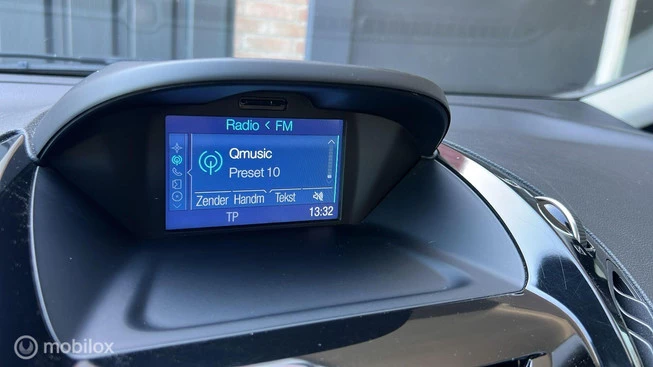 Radio < FM
Qmusic
Preset 10
Zender Handm Tekst
TP 13:32
mobilox